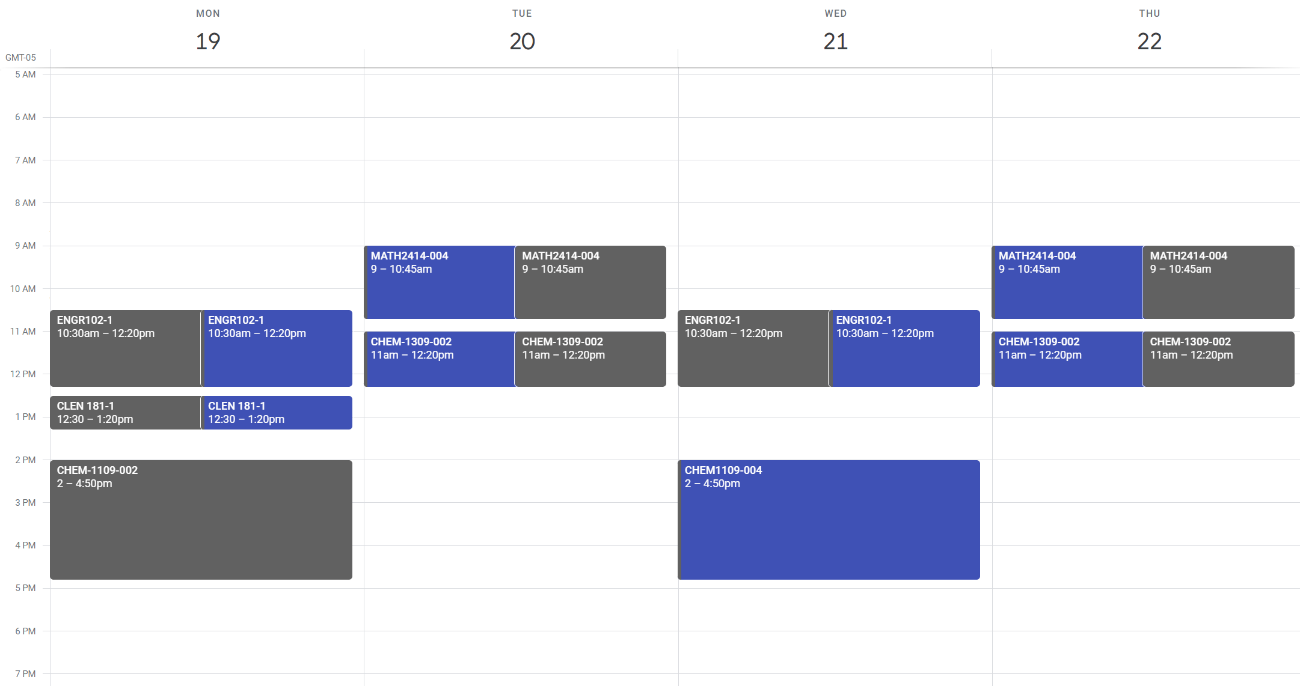 MON
19
TUE
20
WED
21
THU
22
GMT-05
5 AM
6 AM
7 AM
8 AM
9 AM
10 AM
11 AM
12 PM
1 PM
2 PM
3 PM
4 PM
5 PM
6 PM
7 PM
ENGR102-1
10:30am – 12:20pm
ENGR102-1
10:30am – 12:20pm
CLEN 181-1
12:30 – 1:20pm
CLEN 181-1
12:30 – 1:20pm
CHEM-1109-002
2 – 4:50pm
MATH2414-004
9 – 10:45am
MATH2414-004
9 – 10:45am
CHEM-1309-002
11am – 12:20pm
CHEM-1309-002
11am – 12:20pm
ENGR102-1
10:30am – 12:20pm
ENGR102-1
10:30am – 12:20pm
CHEM1109-004
2 – 4:50pm
MATH2414-004
9 – 10:45am
MATH2414-004
9 – 10:45am
CHEM-1309-002
11am – 12:20pm
CHEM-1309-002
11am – 12:20pm